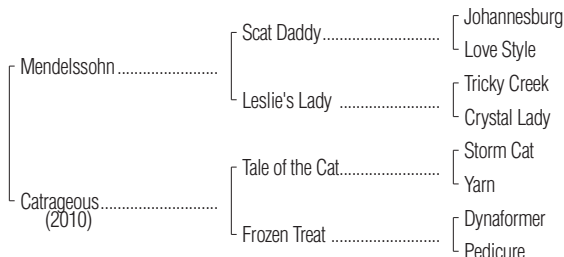 Johannesburg
Scat Daddy
Love Style
Mendelssohn
Tricky Creek
Leslie's Lady
Crystal Lady
Storm Cat
Tale of the Cat
Yarn
Catrageous
(2010)
Dynaformer
Frozen Treat
Pedicure